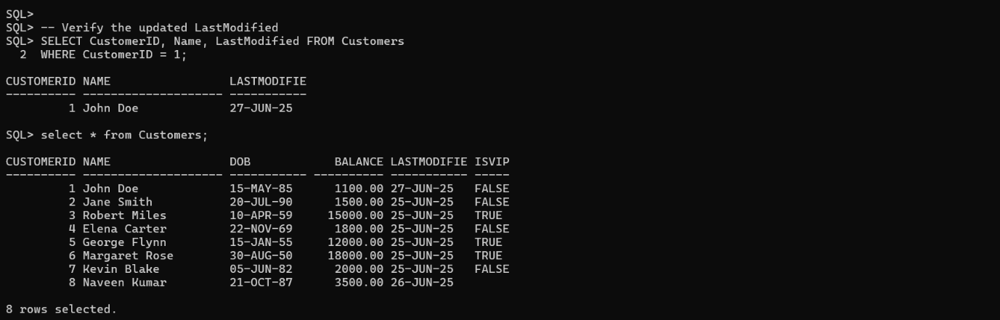 SQL>
SQL> -- Verify the updated LastModified
SQL> SELECT CustomerID, Name, LastModified FROM Customers
  2  WHERE CustomerID = 1;
CUSTOMERID NAME                 LASTMODIFIE
---------- -------------------- -----------
         1 John Doe             27-JUN-25
SQL> select * from Customers;
CUSTOMERID NAME                 DOB            BALANCE LASTMODIFIE ISVIP
---------- -------------------- ----------- ---------- ----------- -----
         1 John Doe             15-MAY-85      1100.00 27-JUN-25   FALSE
         2 Jane Smith           20-JUL-90      1500.00 25-JUN-25   FALSE
         3 Robert Miles         10-APR-59     15000.00 25-JUN-25   TRUE
         4 Elena Carter         22-NOV-69      1800.00 25-JUN-25   FALSE
         5 George Flynn         15-JAN-55     12000.00 25-JUN-25   TRUE
         6 Margaret Rose        30-AUG-50     18000.00 25-JUN-25   TRUE
         7 Kevin Blake          05-JUN-82      2000.00 25-JUN-25   FALSE
         8 Naveen Kumar         21-OCT-87      3500.00 26-JUN-25
8 rows selected.